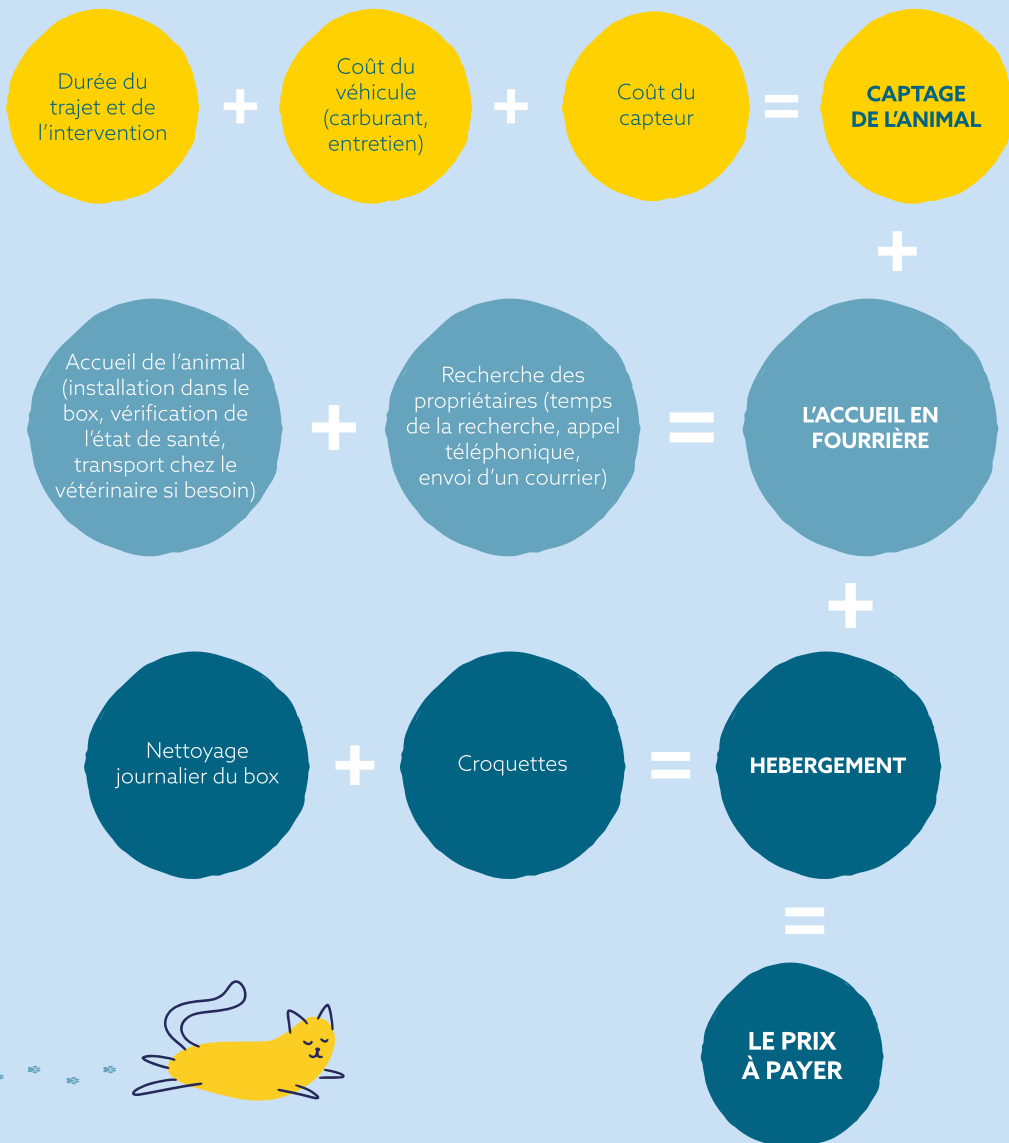 Durée du
trajet et de
l'intervention
+
Coût du
véhicule
(carburant,
entretien)
+
Coût du
capteur
=
CAPTAGE
DE L'ANIMAL
+
Accueil de l'animal
(installation dans le
box, vérification de
l'état de santé,
transport chez le
vétérinaire si besoin)
+
Recherche des
propriétaires (temps
de la recherche, appel
téléphonique,
envoi d'un courrier)
=
L'ACCUEIL EN
FOURRIÈRE
+
Nettoyage
journalier du box
+
Croquettes
=
HEBERGEMENT
=
LE PRIX
À PAYER